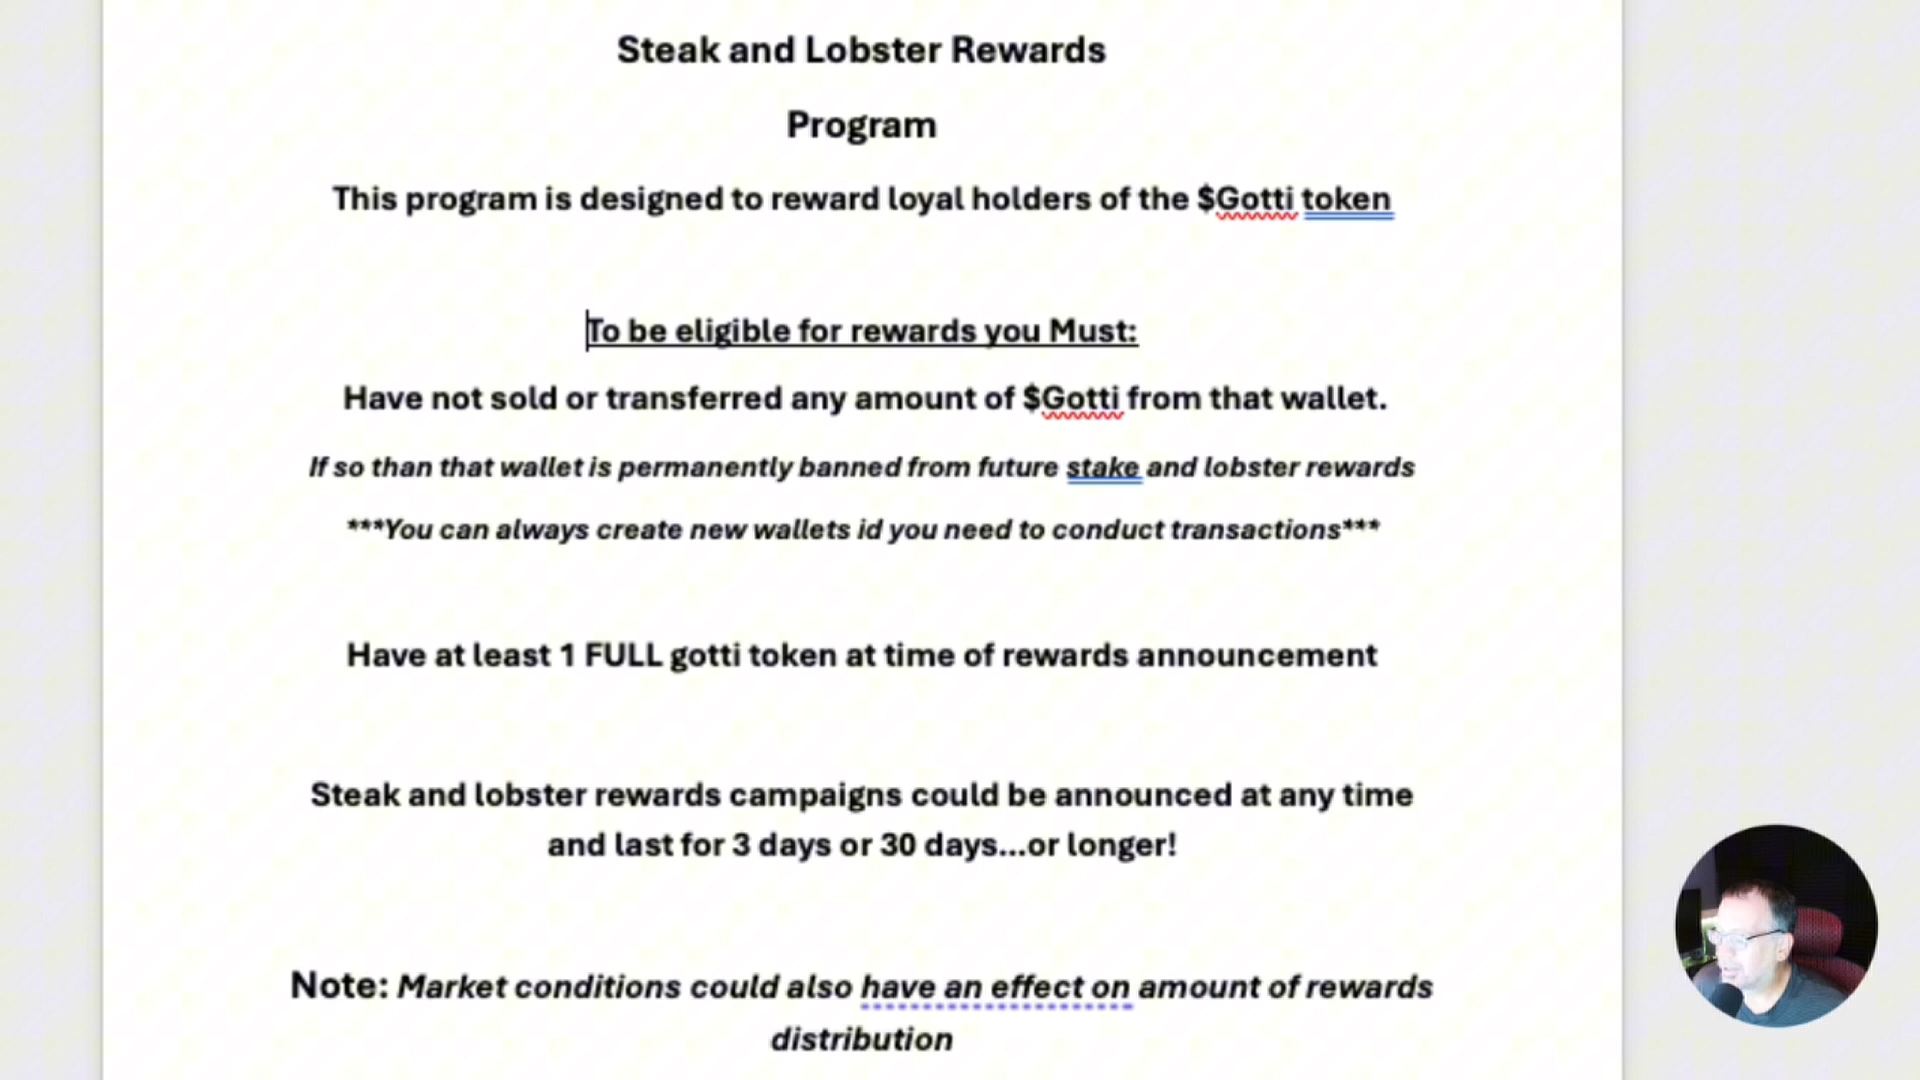 Steak and Lobster Rewards
Program
This program is designed to reward loyal holders of the $Gotti token
To be eligible for rewards you Must:
Have not sold or transferred any amount of $Gotti from that wallet.
If so than that wallet is permanently banned from future stake and lobster rewards
***You can always create new wallets id you need to conduct transactions***
Have at least 1 FULL gotti token at time of rewards announcement
Steak and lobster rewards campaigns could be announced at any time
and last for 3 days or 30 days...or longer!
Note: Market conditions could also have an effect on amount of rewards
distribution